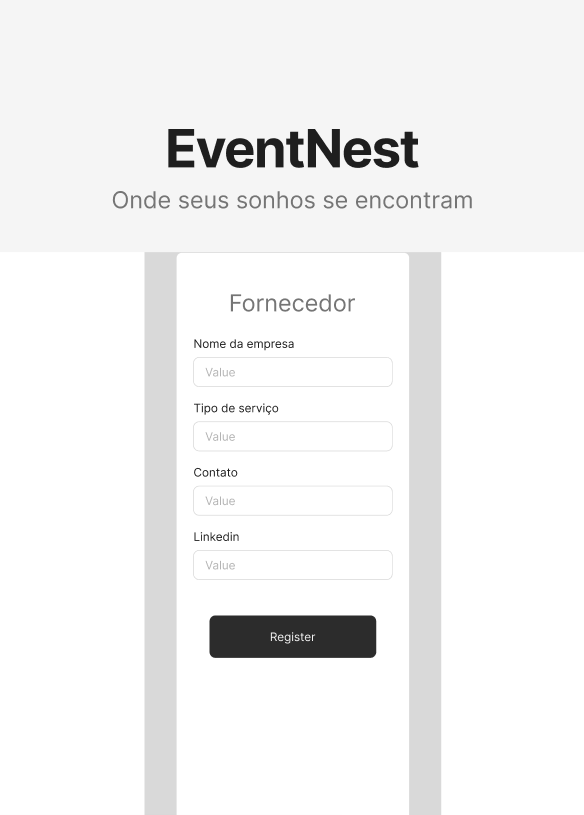 EventNest
Onde seus sonhos se encontram
Fornecedor
Nome da empresa
Value
Tipo de serviço
Value
Contato
Value
Linkedin
Value
Register